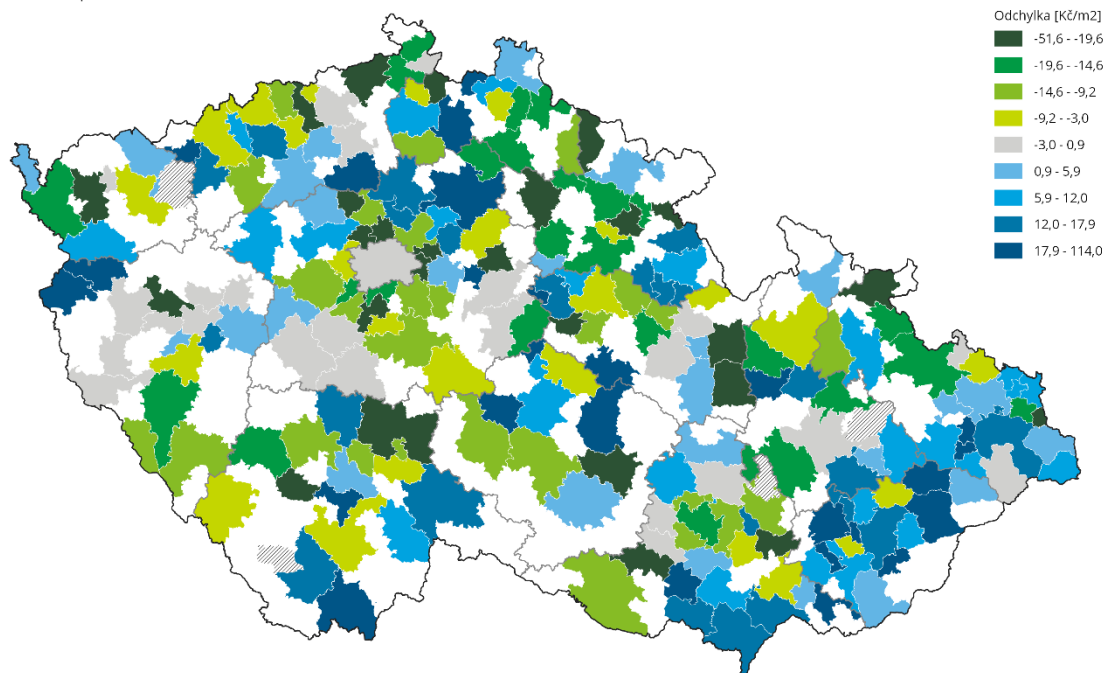 Odchylka [Kč/m2]
-51,6 - -19,6
-19,6 - -14,6
-14,6 - -9,2
-9,2 - -3,0
-3,0 - 0,9
0,9 - 5,9
5,9 - 12,0
12,0 - 17,9
17,9 - 114,0